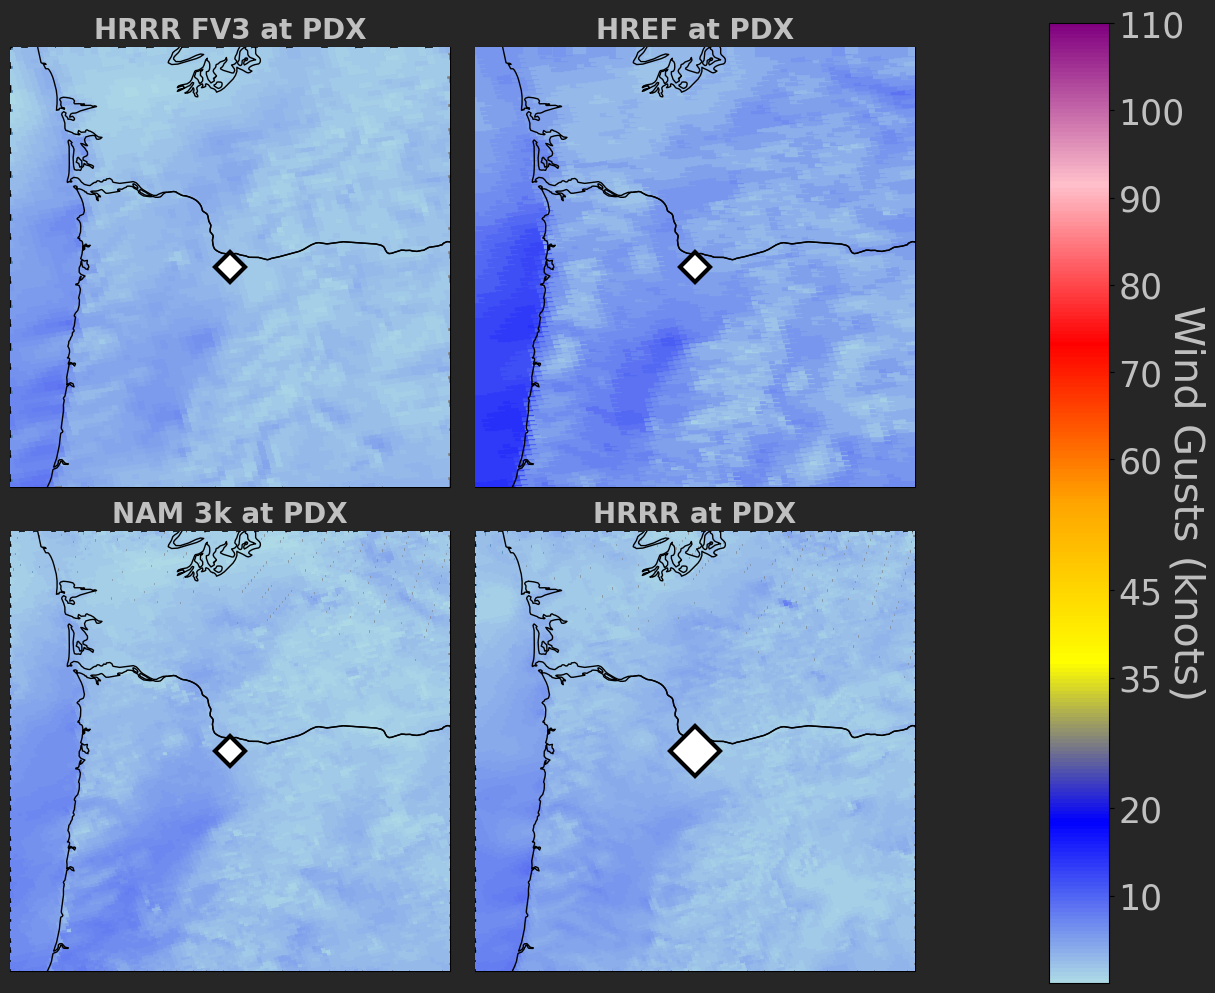 HRRR FV3 at PDX
HREF at PDX
NAM 3k at PDX
HRRR at PDX
110
100
90
80
70
60
45
35
20
10
Wind Gusts (knots)